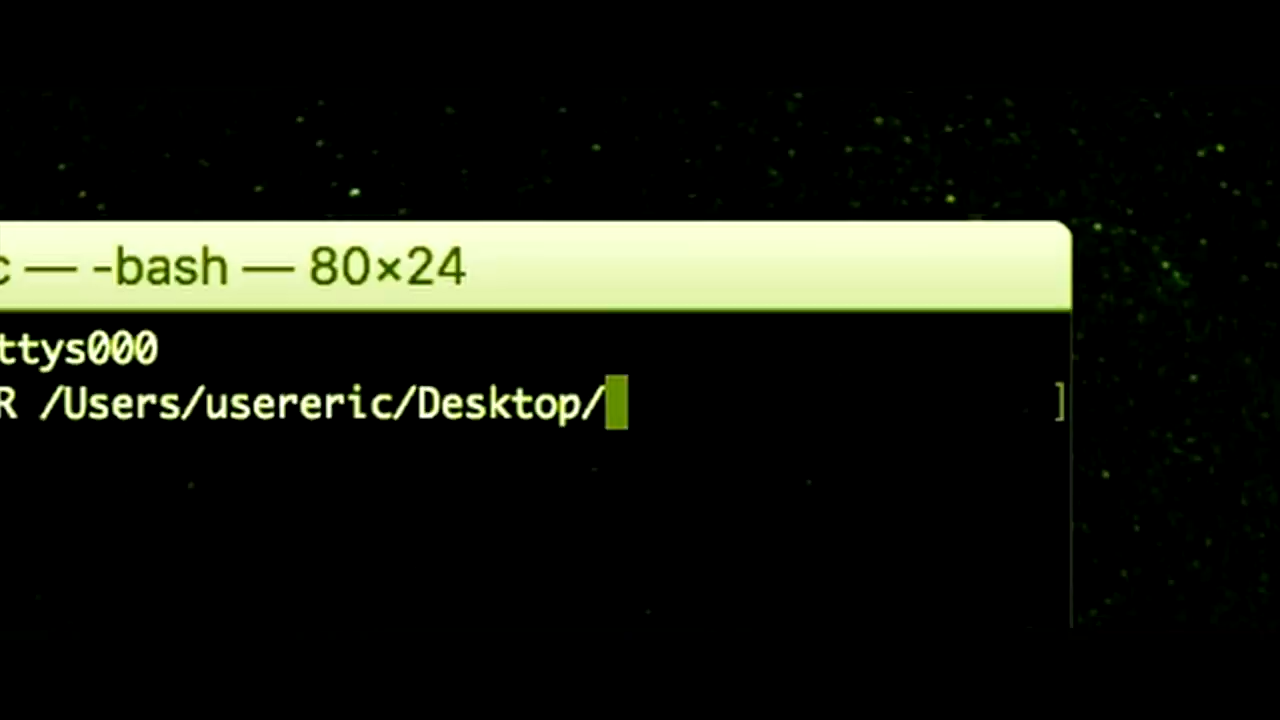 c — -bash — 80×24
ttys000
R /Users/usereric/Desktop/ ]